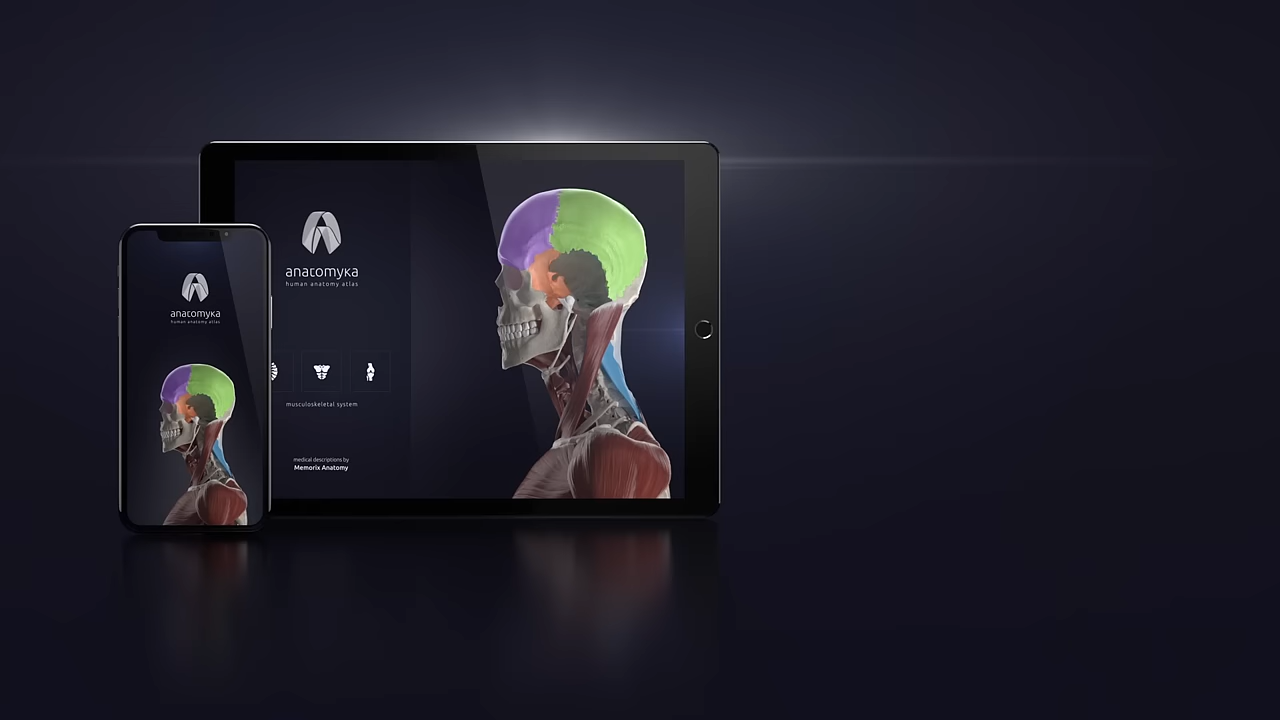 anatomyka
human anatomy atlas
musculoskeletal system
medical descriptions by
Memorix Anatomy
anatomyka
human anatomy atlas